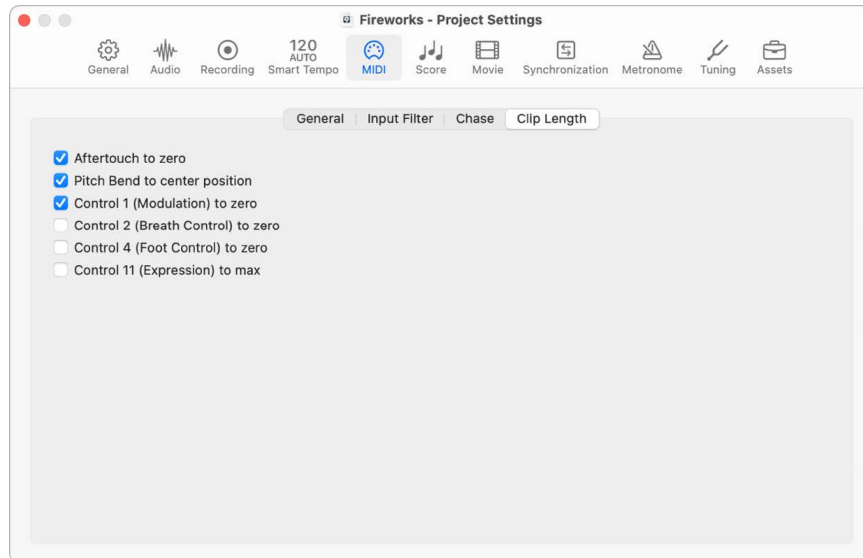 Fireworks - Project Settings
General
Audio
Recording
120
AUTO
Smart Tempo
MIDI
Score
Movie
Synchronization
Metronome
Tuning
Assets
General Input Filter Chase Clip Length
Aftertouch to zero
Pitch Bend to center position
Control 1 (Modulation) to zero
Control 2 (Breath Control) to zero
Control 4 (Foot Control) to zero
Control 11 (Expression) to max